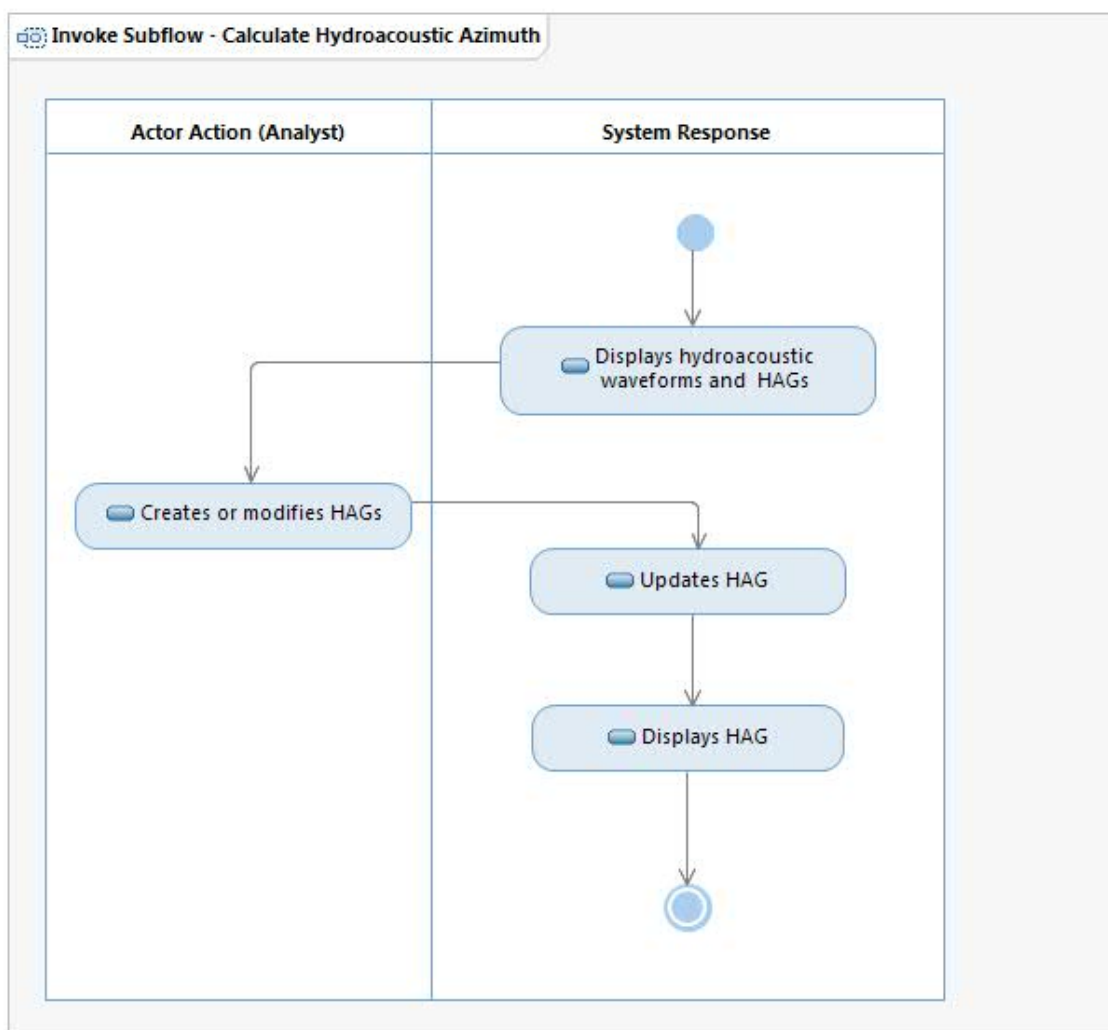 Invoke Subflow - Calculate Hydroacoustic Azimuth
Actor Action (Analyst)
System Response
Displays hydroacoustic
waveforms and HAGs
Creates or modifies HAGs
Updates HAG
Displays HAG